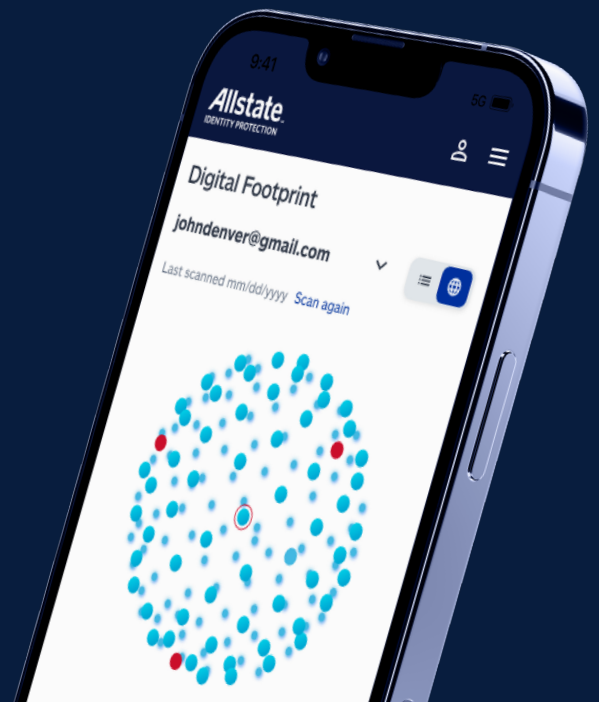 9:41
5G
Allstate
IDENTITY PROTECTION
Digital Footprint
johndenver@gmail.com
Last scanned mm/dd/yyyy Scan again